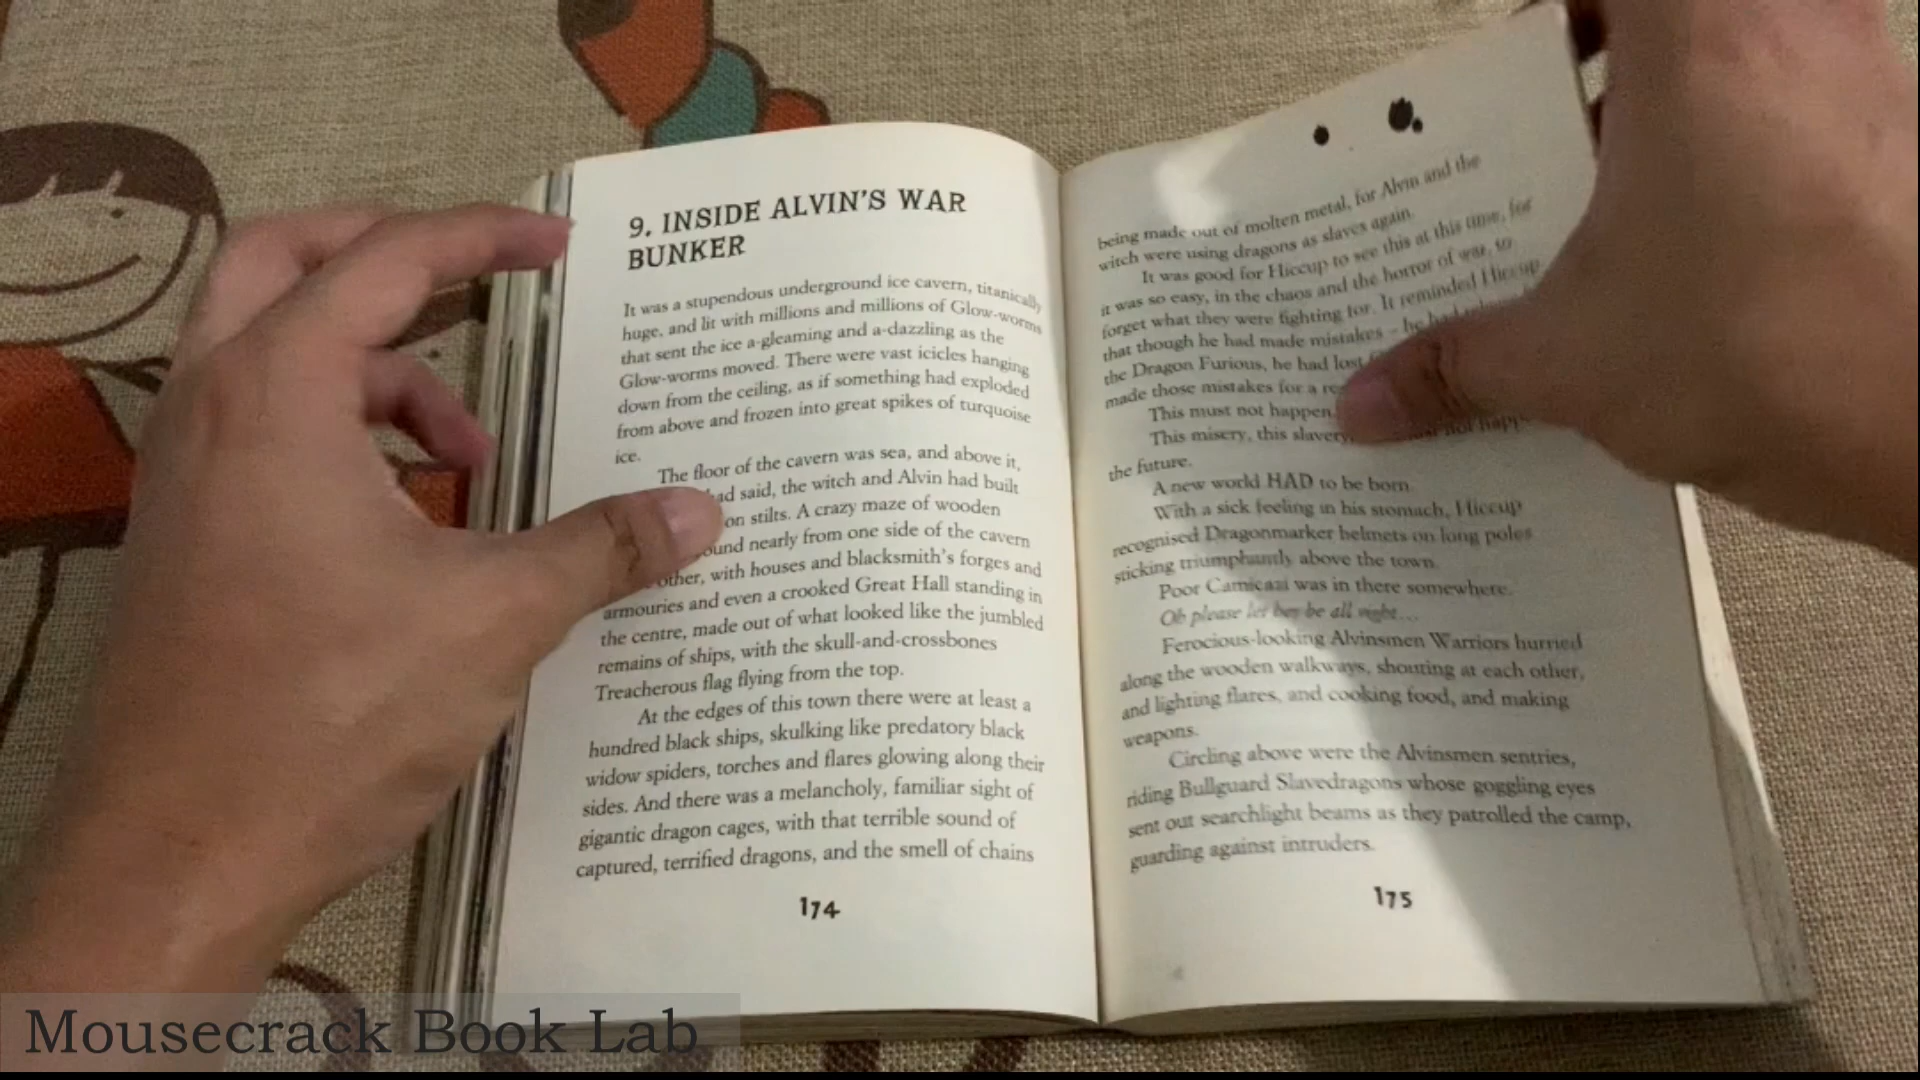 9. INSIDE ALVIN'S WAR
BUNKER
It was a stupendous underground ice cavern, titanically
huge, and lit with millions and millions of Glow-worms
that sent the ice a-gleaming and a-dazzling as the
Glow-worms moved. There were vast icicles hanging
down from the ceiling, as if something had exploded
from above and frozen into great spikes of turquoise
ice.
The floor of the cavern was sea, and above it,
had said, the witch and Alvin had built
on stilts. A crazy maze of wooden
nearly from one side of the cavern
other, with houses and blacksmith's forges and
armouries and even a crooked Great Hall standing in
the centre, made out of what looked like the jumbled
remains of ships, with the skull-and-crossbones
Treacherous flag flying from the top.
At the edges of this town there were at least a
hundred black ships, skulking like predatory black
widow spiders, torches and flares glowing along their
sides. And there was a melancholy, familiar sight of
gigantic dragon cages, with that terrible sound of
captured, terrified dragons, and the smell of chains
174
being made out of molten metal, for Alvin and the
witch were using dragons as slaves again.
It was good for Hiccup to see this at this time, for
it was so easy, in the chaos and the horror of war, to
forget what they were fighting for. It reminded Hiccup
that though he had made mistakes – he had
the Dragon Furious, he had lost
made those mistakes for a
This must not happen
This misery, this slavery, not
the future.
A new world HAD to be born.
With a sick feeling in his stomach, Hiccup
recognised Dragonmarker helmets on long poles
sticking triumphantly above the town.
Poor Camicazi was in there somewhere.
Oh please let her be all right...
Ferocious-looking Alvinsmen Warriors hurried
along the wooden walkways, shouting at each other,
and lighting flares, and cooking food, and making
weapons.
Circling above were the Alvinsmen sentries,
riding Bullguard Slavedragons whose goggling eyes
sent out searchlight beams as they patrolled the camp,
guarding against intruders.
175
Mousecrack Book Lab